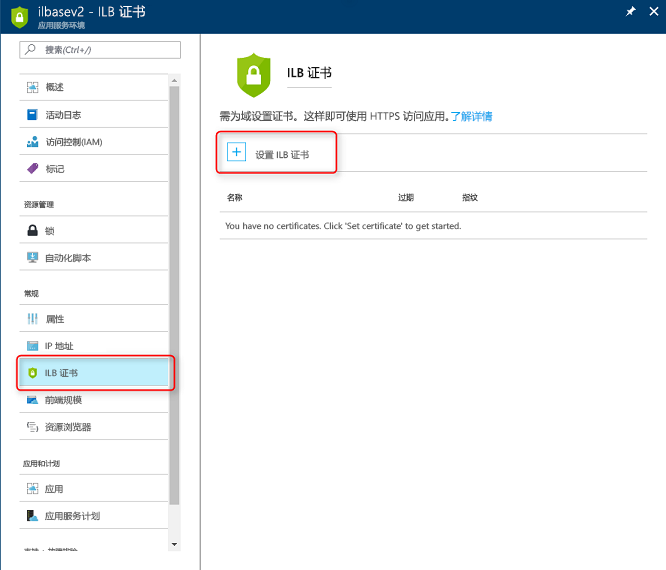 ilbasev2 - ILB 证书
应用服务环境
搜索(Ctrl+/)
概述
活动日志
访问控制(IAM)
标记
资源管理
锁
自动化脚本
常规
属性
IP 地址
ILB 证书
前端规模
资源浏览器
应用和计划
应用
应用服务计划
ILB 证书
需为域设置证书。这样即可使用 HTTPS 访问应用。了解详情
设置 ILB 证书
名称 过期 指纹
You have no certificates. Click 'Set certificate' to get started.